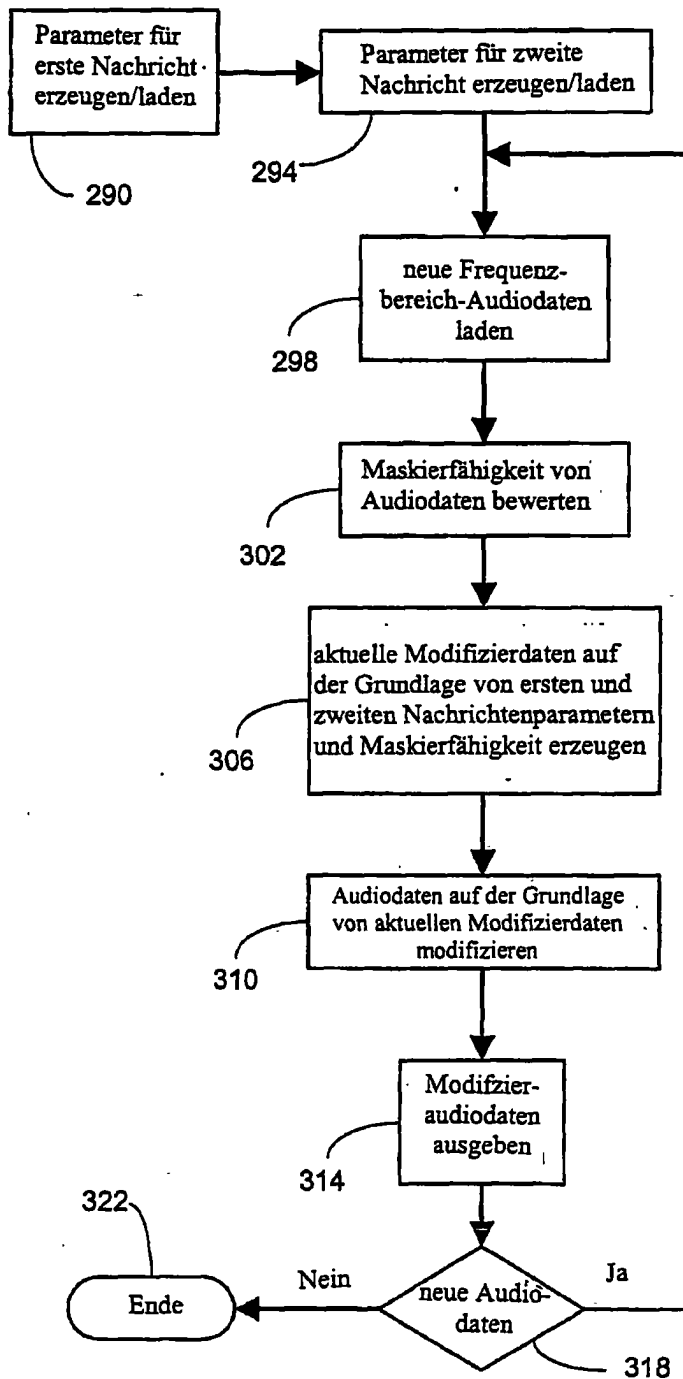 Parameter für
erste Nachricht
erzeugen/laden
290
Parameter für zweite
Nachricht erzeugen/laden
294
neue Frequenz-
bereich-Audiodaten
laden
298
Maskierfähigkeit von
Audiodaten bewerten
302
aktuelle Modifizierdaten auf
der Grundlage von ersten und
zweiten Nachrichtenparametern
und Maskierfähigkeit erzeugen
306
Audiodaten auf der Grundlage
von aktuellen Modifizierdaten
modifizieren
310
Modifzier-
audiodaten
ausgeben
314
neue Audio-
daten
318
Ja
Nein
Ende
322